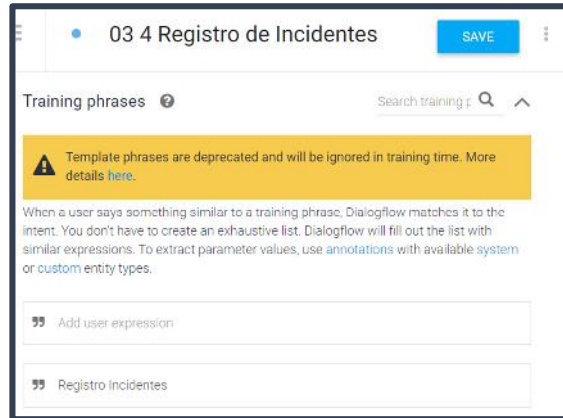 03 4 Registro de Incidentes
SAVE
Training phrases
Search training p
Template phrases are deprecated and will be ignored in training time. More
details here.
When a user says something similar to a training phrase, Dialogflow matches it to the
intent. You don't have to create an exhaustive list. Dialogflow will fill out the list with
similar expressions. To extract parameter values, use annotations with available system
or custom entity types.
Add user expression
Registro Incidentes